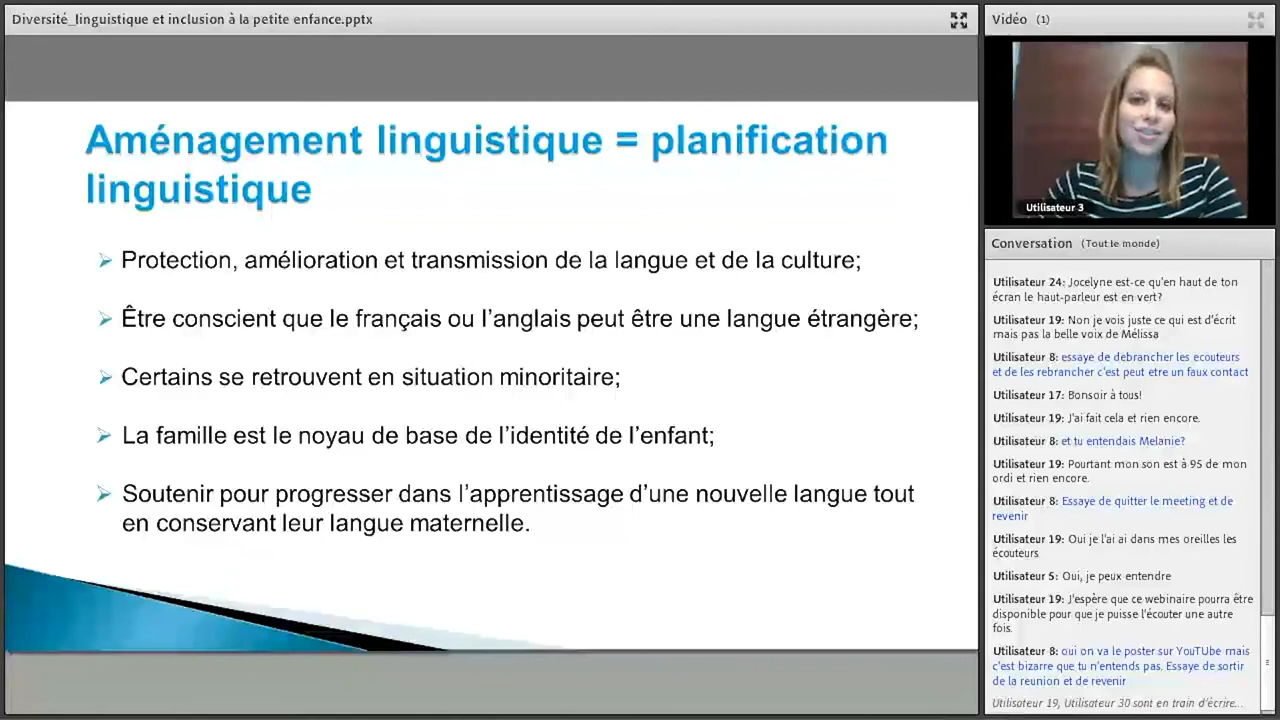 Diversité_linguistique et inclusion à la petite enfance.pptx
Aménagement linguistique = planification
linguistique
Protection, amélioration et transmission de la langue et de la culture;
Être conscient que le français ou l'anglais peut être une langue étrangère;
Certains se retrouvent en situation minoritaire;
La famille est le noyau de base de l'identité de l'enfant;
Soutenir pour progresser dans l'apprentissage d'une nouvelle langue tout
en conservant leur langue maternelle.
Vidéo (1)
Utilisateur 3
Conversation (Tout le monde)
Utilisateur 24: Jocelyne est-ce qu'en haut de ton
écran le haut-parleur est en vert?
Utilisateur 19: Non je vois juste ce qui est d'écrit
mais pas la belle voix de Mélissa
Utilisateur 8: essaye de debrancher les ecouteurs
et de les rebrancher c'est peut etre un faux contact
Utilisateur 17: Bonsoir à tous!
Utilisateur 19: J'ai fait cela et rien encore.
Utilisateur 8: et tu entendais Melanie?
Utilisateur 19: Pourtant mon son est à 95 de mon
ordi et rien encore.
Utilisateur 8: Essaye de quitter le meeting et de
revenir
Utilisateur 19: Oui je l'ai ai dans mes oreilles les
écouteurs
Utilisateur 5: Oui, je peux entendre
Utilisateur 19: J'espère que ce webinaire pourra être
disponible pour que je puisse l'écouter une autre
fois.
Utilisateur 8: oui on va le poster sur YouTUbe mais
c'est bizarre que tu n'entends pas. Essaye de sortir
de la reunion et de revenir
Utilisateur 19, Utilisateur 30 sont en train d'écrire...